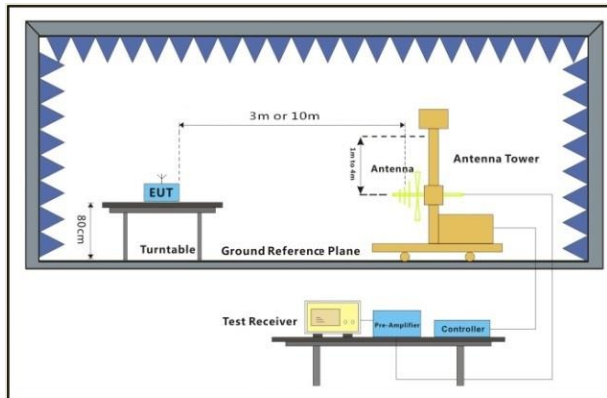 3m or 10m
1m to 4m
Antenna
Antenna Tower
EUT
80cm
Turntable
Ground Reference Plane
Test Receiver
Pre-Amplifier
Controller